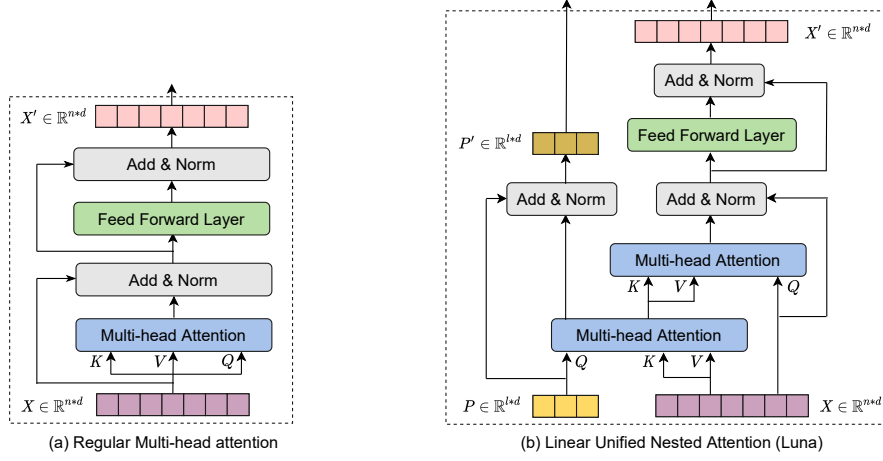 X' ∈ ℝ^{n*d}
Add & Norm
Feed Forward Layer
Add & Norm
Multi-head Attention
K
V
Q
X ∈ ℝ^{n*d}
(a) Regular Multi-head attention
X' ∈ ℝ^{n*d}
Add & Norm
Feed Forward Layer
P' ∈ ℝ^{l*d}
Add & Norm
Add & Norm
Multi-head Attention
K
V
Q
Multi-head Attention
Q
K
V
P ∈ ℝ^{l*d}
X ∈ ℝ^{n*d}
(b) Linear Unified Nested Attention (Luna)